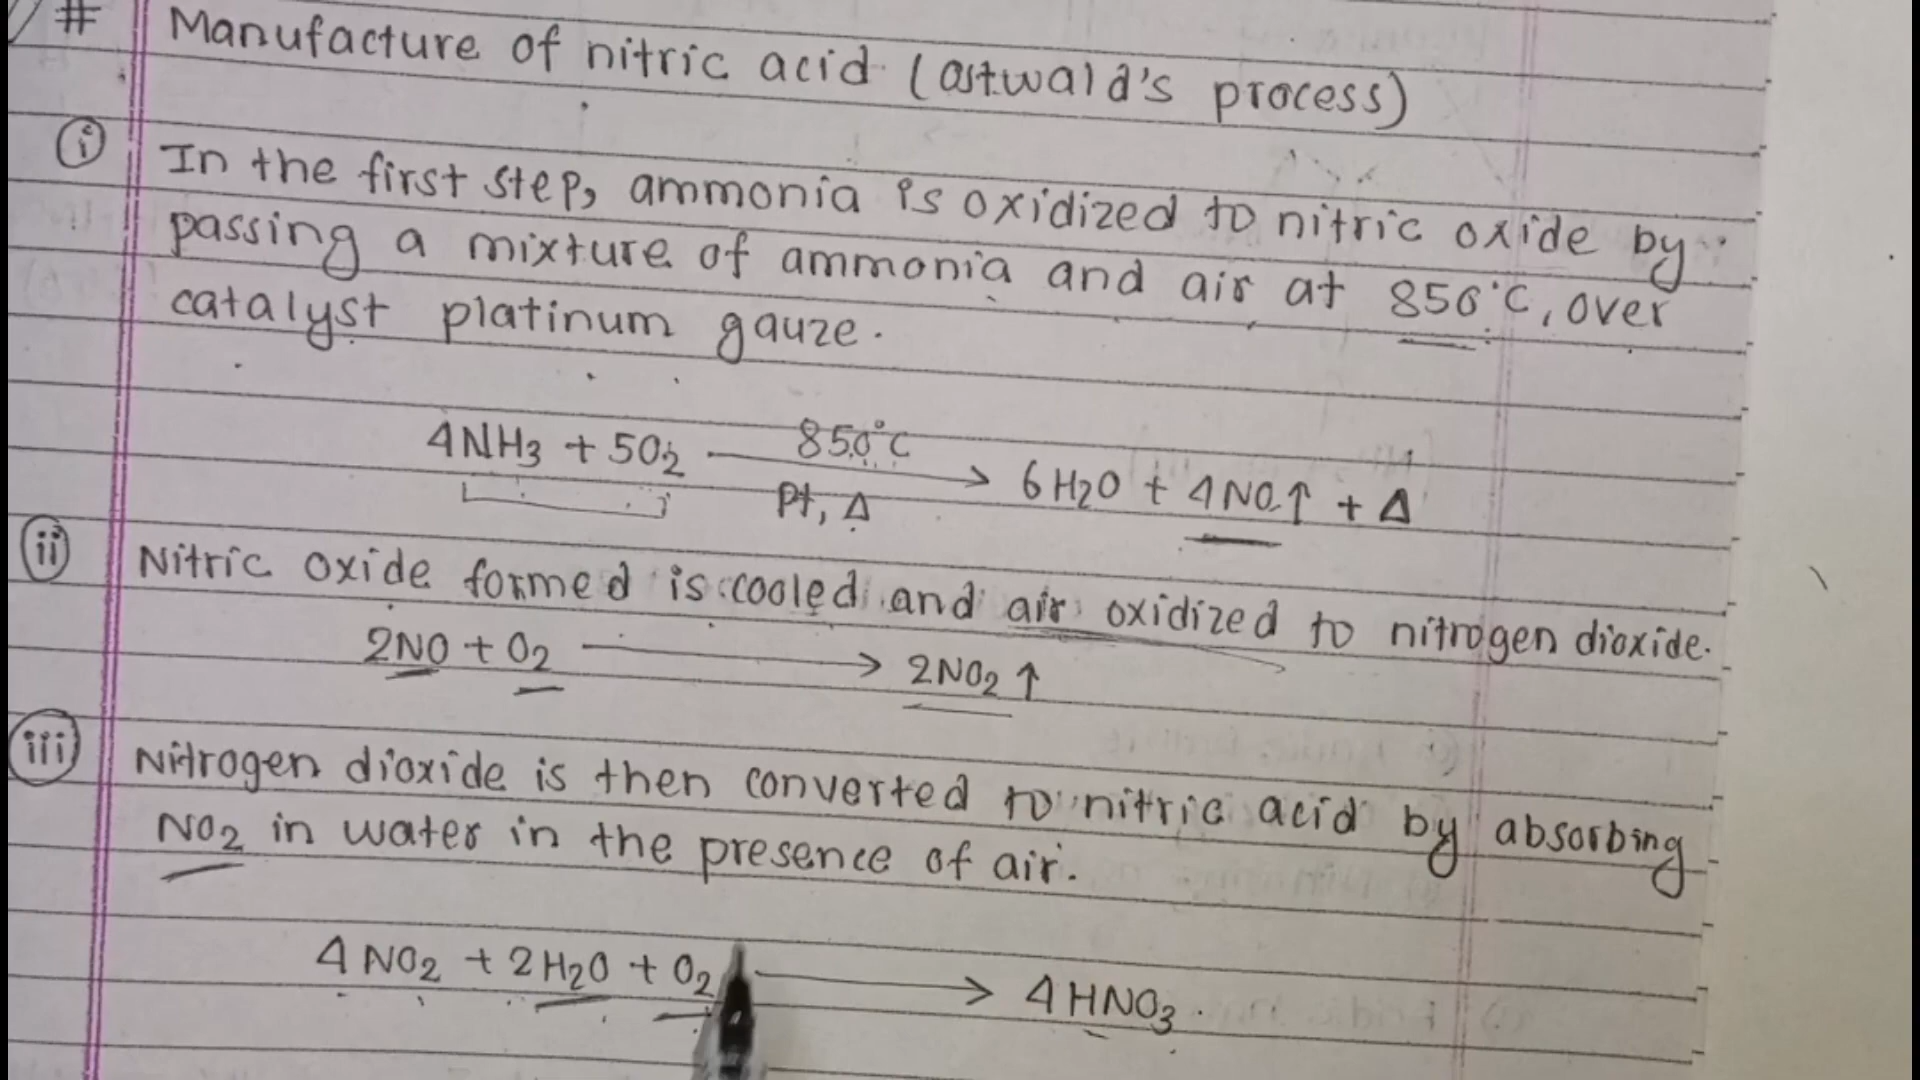 # Manufacture of nitric acid (ostwald's process)
(i) In the first step, ammonia is oxidized to nitric oxide by
passing a mixture of ammonia and air at 850°C, over
catalyst platinum gauze.
850°C
4NH3 + 5O2 → 6H2O + 4NO↑ + Δ
Pt, Δ
(ii) Nitric oxide formed is cooled and air oxidized to nitrogen dioxide.
2NO + O2 → 2NO2↑
(iii) Nitrogen dioxide is then converted to nitric acid by absorbing
NO2 in water in the presence of air.
4NO2 + 2H2O + O2 → 4HNO3.